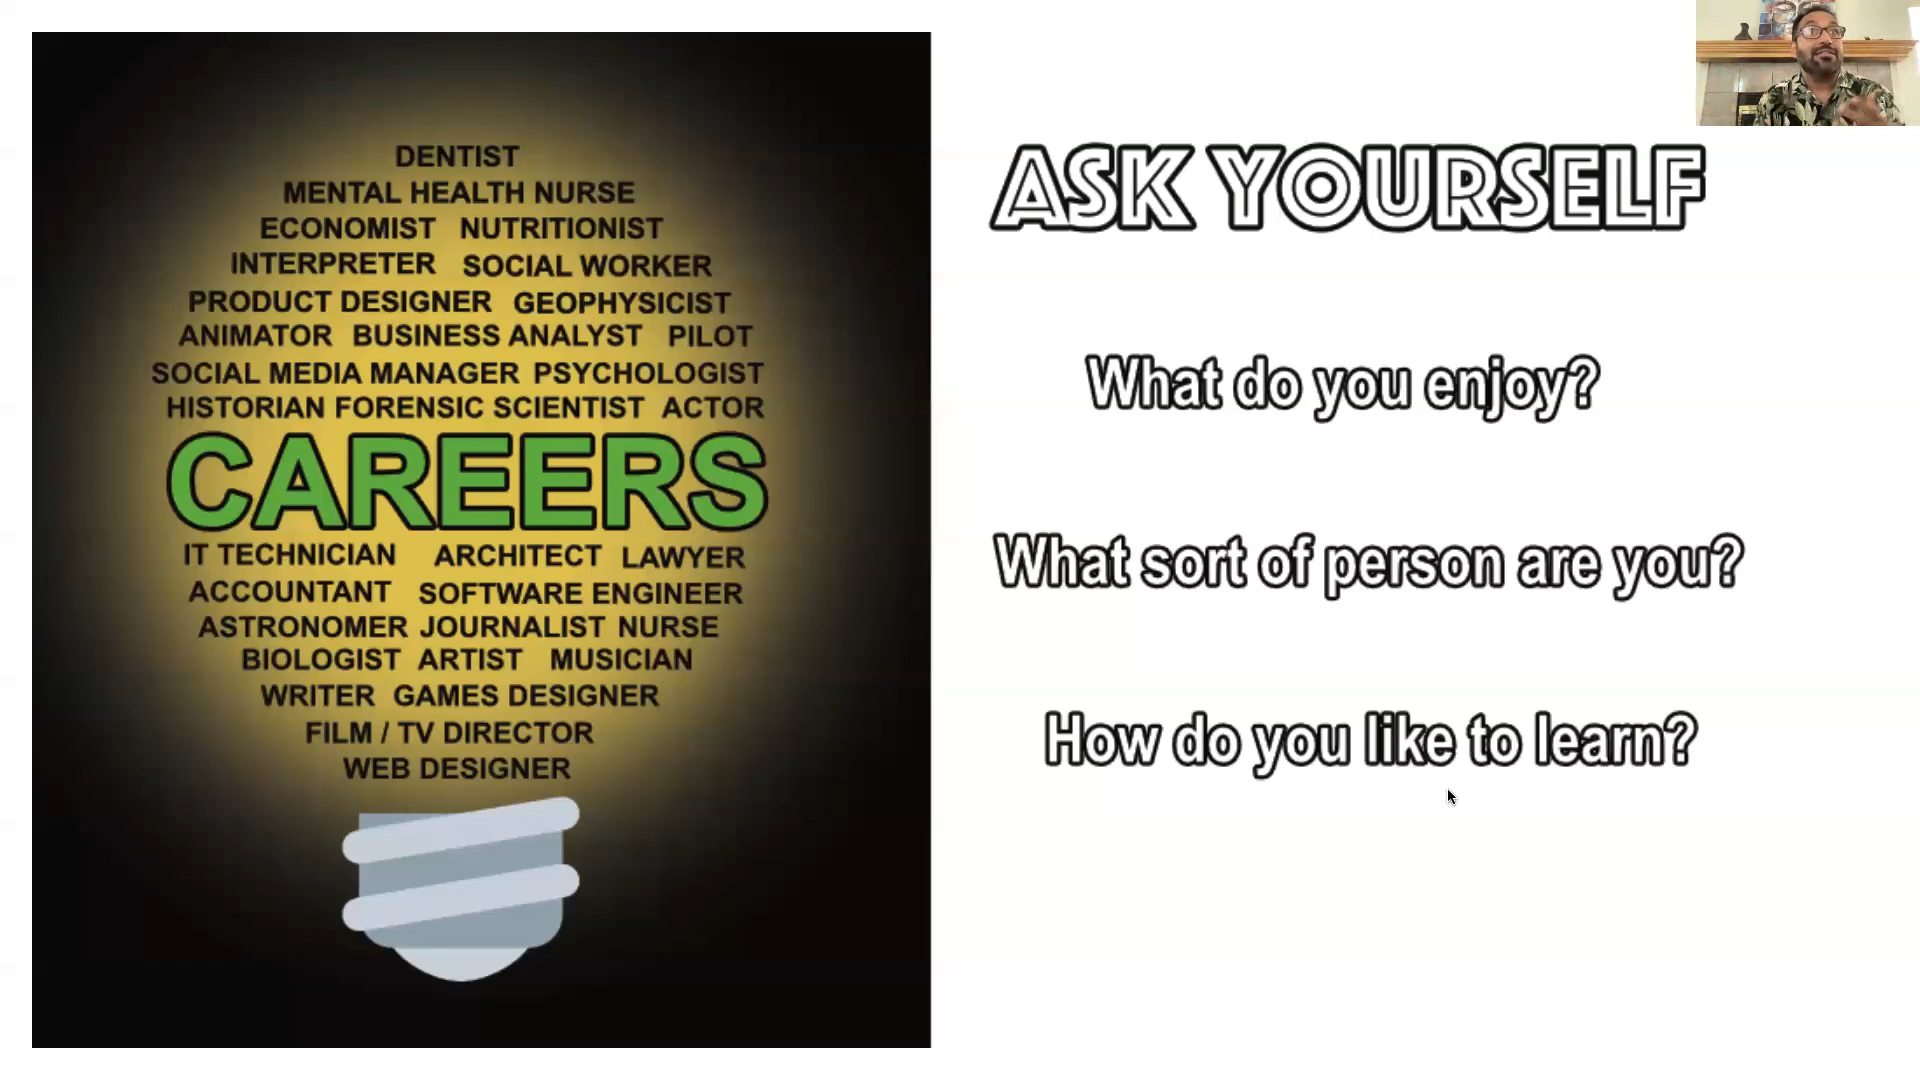 DENTIST
MENTAL HEALTH NURSE
ECONOMIST NUTRITIONIST
INTERPRETER SOCIAL WORKER
PRODUCT DESIGNER GEOPHYSICIST
ANIMATOR BUSINESS ANALYST PILOT
SOCIAL MEDIA MANAGER PSYCHOLOGIST
HISTORIAN FORENSIC SCIENTIST ACTOR
CAREERS
IT TECHNICIAN ARCHITECT LAWYER
ACCOUNTANT SOFTWARE ENGINEER
ASTRONOMER JOURNALIST NURSE
BIOLOGIST ARTIST MUSICIAN
WRITER GAMES DESIGNER
FILM / TV DIRECTOR
WEB DESIGNER
ASK YOURSELF
What do you enjoy?
What sort of person are you?
How do you like to learn?